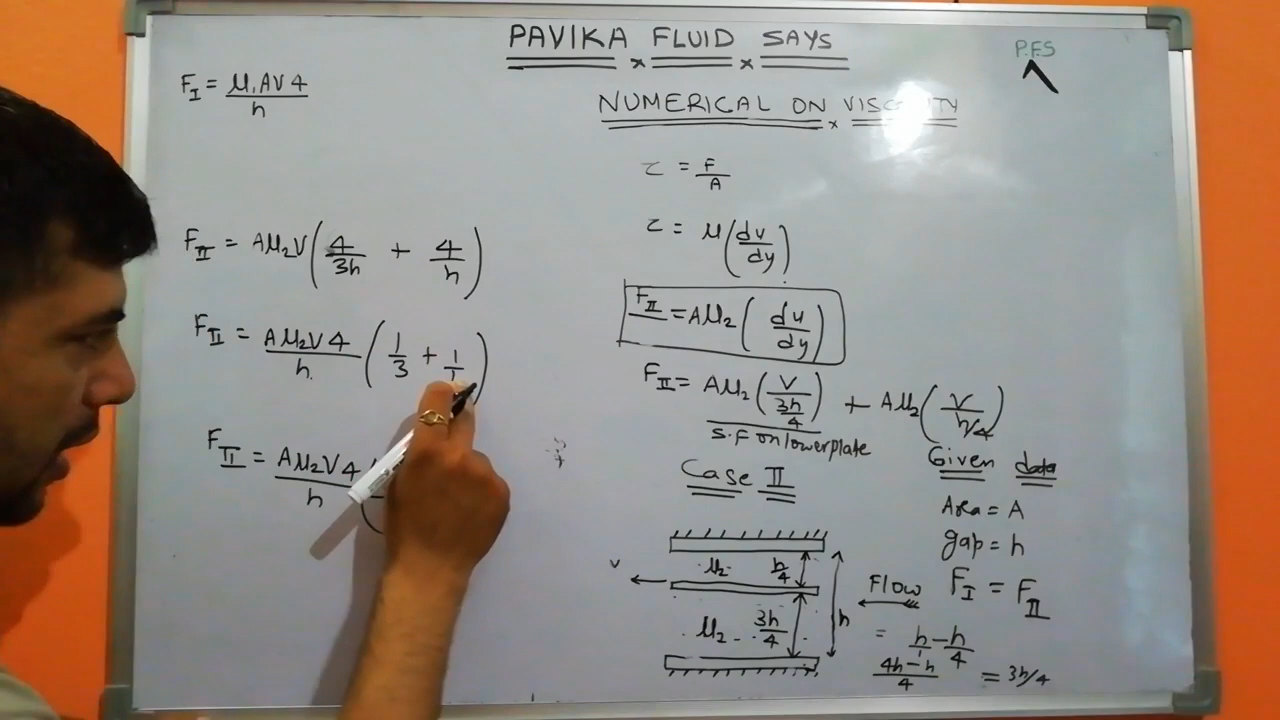 PAVIKA FLUID SAYS
P.F.S
NUMERICAL ON VISCOSITY
F_I = μ₁AV4/h
τ = F/A
F_II = Aμ₂V(4/3h + 4/h)
τ = μ(dv/dy)
F_II = Aμ₂(du/dy)
F_II = Aμ₂V4/h (1/3 + 1/
F_II = Aμ₂(V/(3h/4)) + Aμ₂(V/(h/4))
S.F on lower plate
F_II = Aμ₂V4/h (
Case II
Given data
Area = A
gap = h
v
μ₂ h/4
h
μ₂ 3h/4
Flow
F_I = F_II
= h/1 - h/4
4h-h/4 = 3h/4